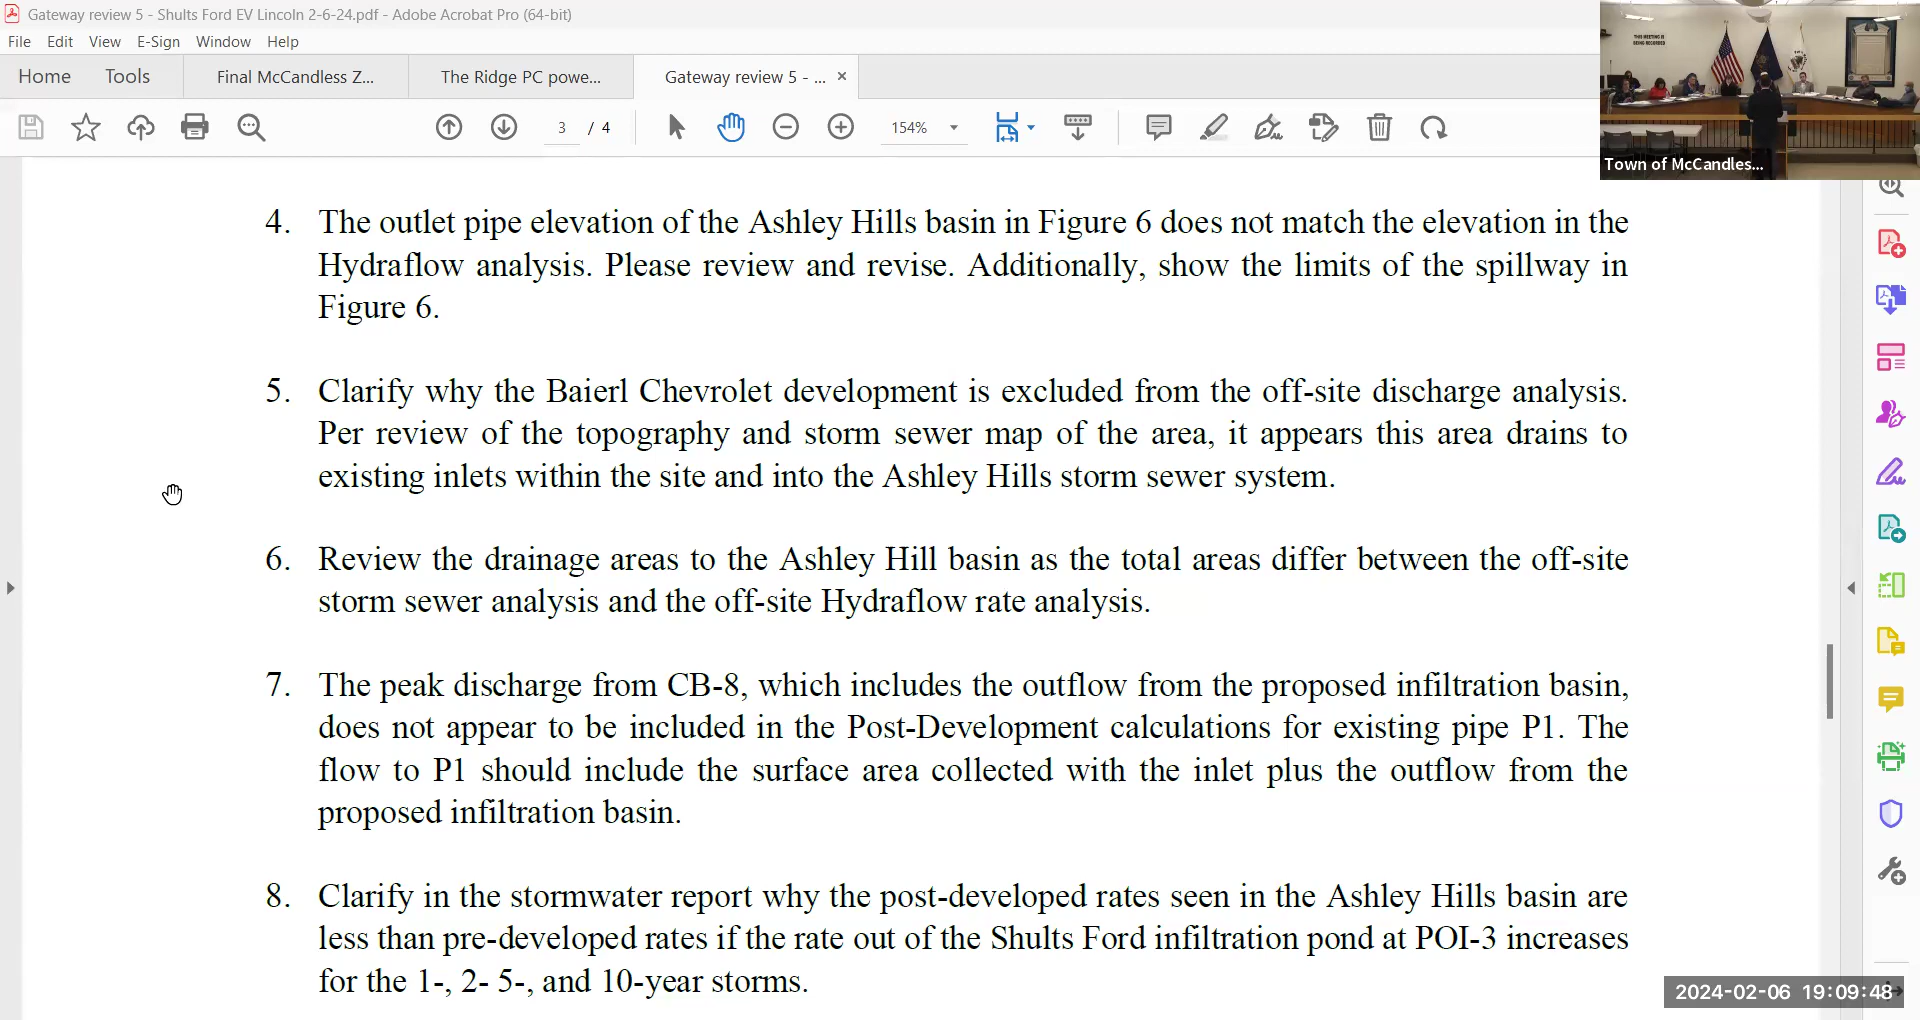 Gateway review 5 - Shults Ford EV Lincoln 2-6-24.pdf - Adobe Acrobat Pro (64-bit)
File Edit View E-Sign Window Help
Home Tools Final McCandless Z... The Ridge PC powe... Gateway review 5 - ... ×
3 / 4 154%
THIS MEETING IS
BEING RECORDED
Town of McCandles...
4. The outlet pipe elevation of the Ashley Hills basin in Figure 6 does not match the elevation in the
Hydraflow analysis. Please review and revise. Additionally, show the limits of the spillway in
Figure 6.
5. Clarify why the Baierl Chevrolet development is excluded from the off-site discharge analysis.
Per review of the topography and storm sewer map of the area, it appears this area drains to
existing inlets within the site and into the Ashley Hills storm sewer system.
6. Review the drainage areas to the Ashley Hill basin as the total areas differ between the off-site
storm sewer analysis and the off-site Hydraflow rate analysis.
7. The peak discharge from CB-8, which includes the outflow from the proposed infiltration basin,
does not appear to be included in the Post-Development calculations for existing pipe P1. The
flow to P1 should include the surface area collected with the inlet plus the outflow from the
proposed infiltration basin.
8. Clarify in the stormwater report why the post-developed rates seen in the Ashley Hills basin are
less than pre-developed rates if the rate out of the Shults Ford infiltration pond at POI-3 increases
for the 1-, 2- 5-, and 10-year storms.
2024-02-06 19:09:48